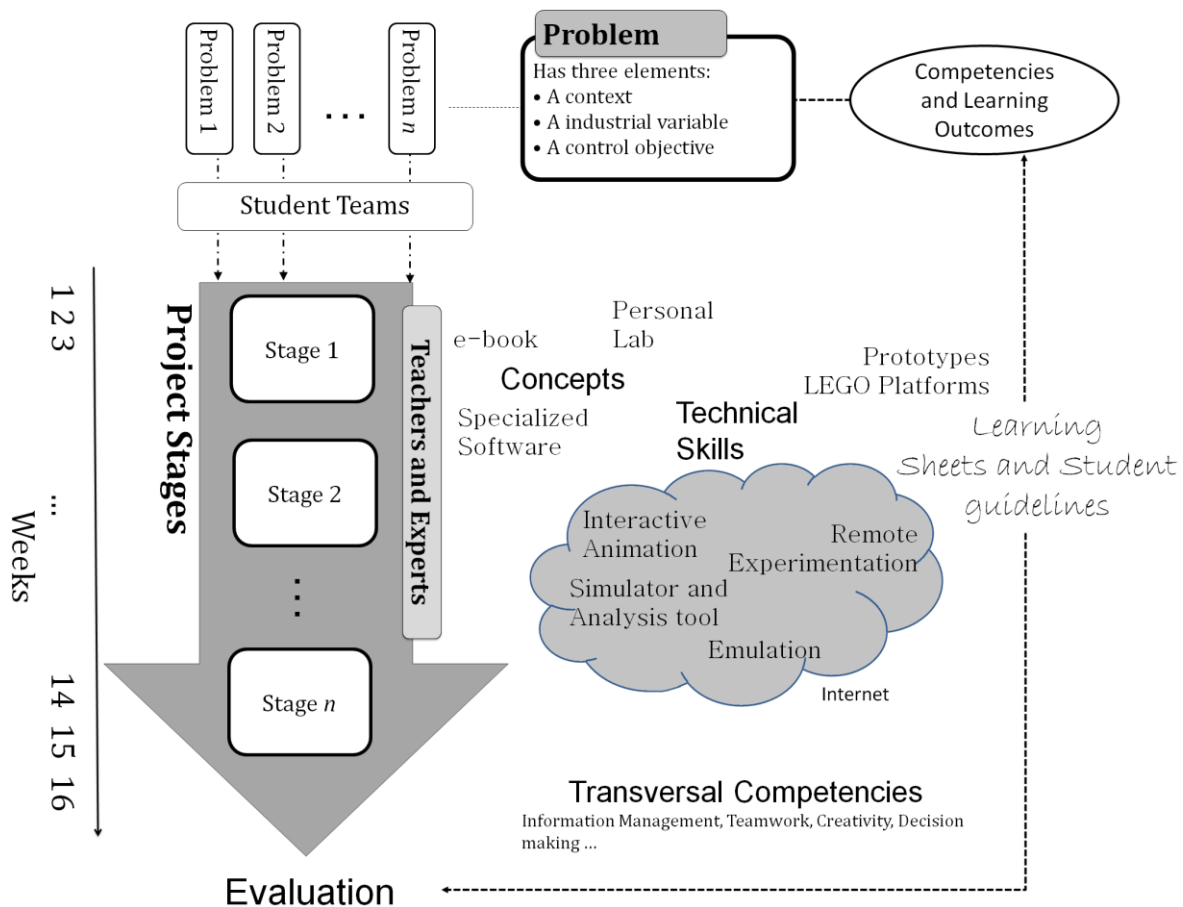 Problem 1
Problem 2
...
Problem n
Problem
Has three elements:
• A context
• A industrial variable
• A control objective
Competencies
and Learning
Outcomes
Student Teams
Weeks
1 2 3
...
14 15 16
Project Stages
Stage 1
Stage 2
...
Stage n
Teachers and Experts
e-book
Personal
Lab
Concepts
Specialized
Software
Technical
Skills
Prototypes
LEGO Platforms
Learning
Sheets and Student
guidelines
Interactive
Animation
Remote
Experimentation
Simulator and
Analysis tool
Emulation
Internet
Transversal Competencies
Information Management, Teamwork, Creativity, Decision
making ...
Evaluation